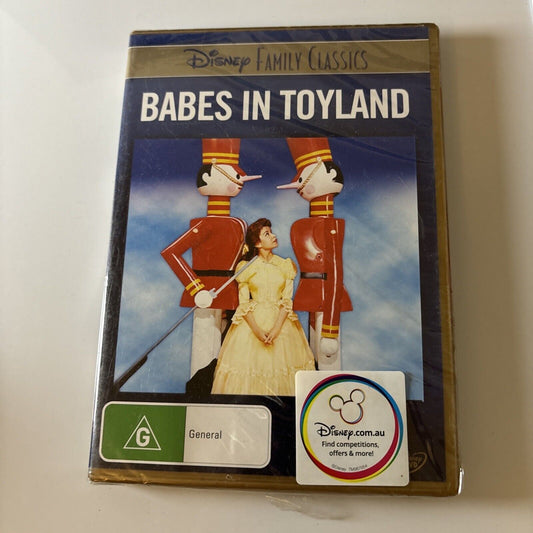 Disney FAMILY CLASSICS
BABES IN TOYLAND
G
General
Disney.com.au
Find competitions,
offers & more!